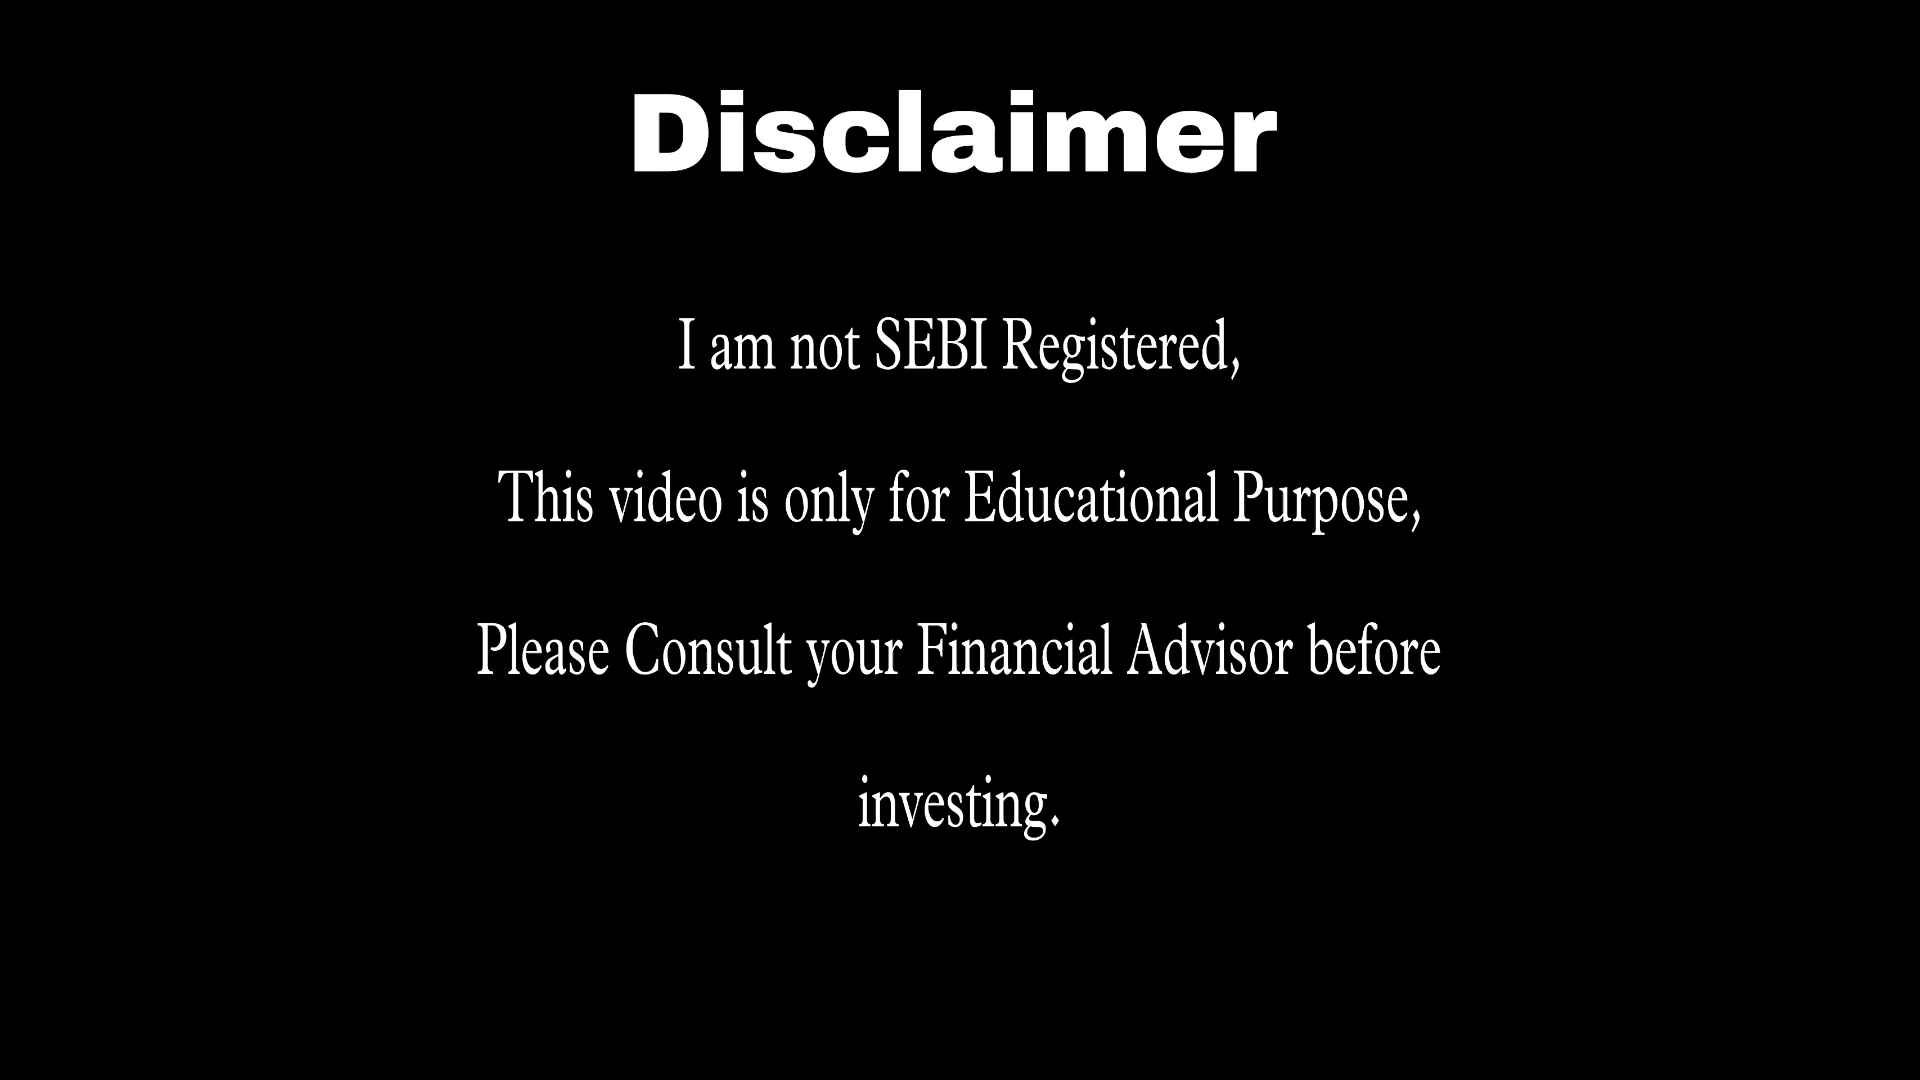 Disclaimer
I am not SEBI Registered,
This video is only for Educational Purpose,
Please Consult your Financial Advisor before
investing.